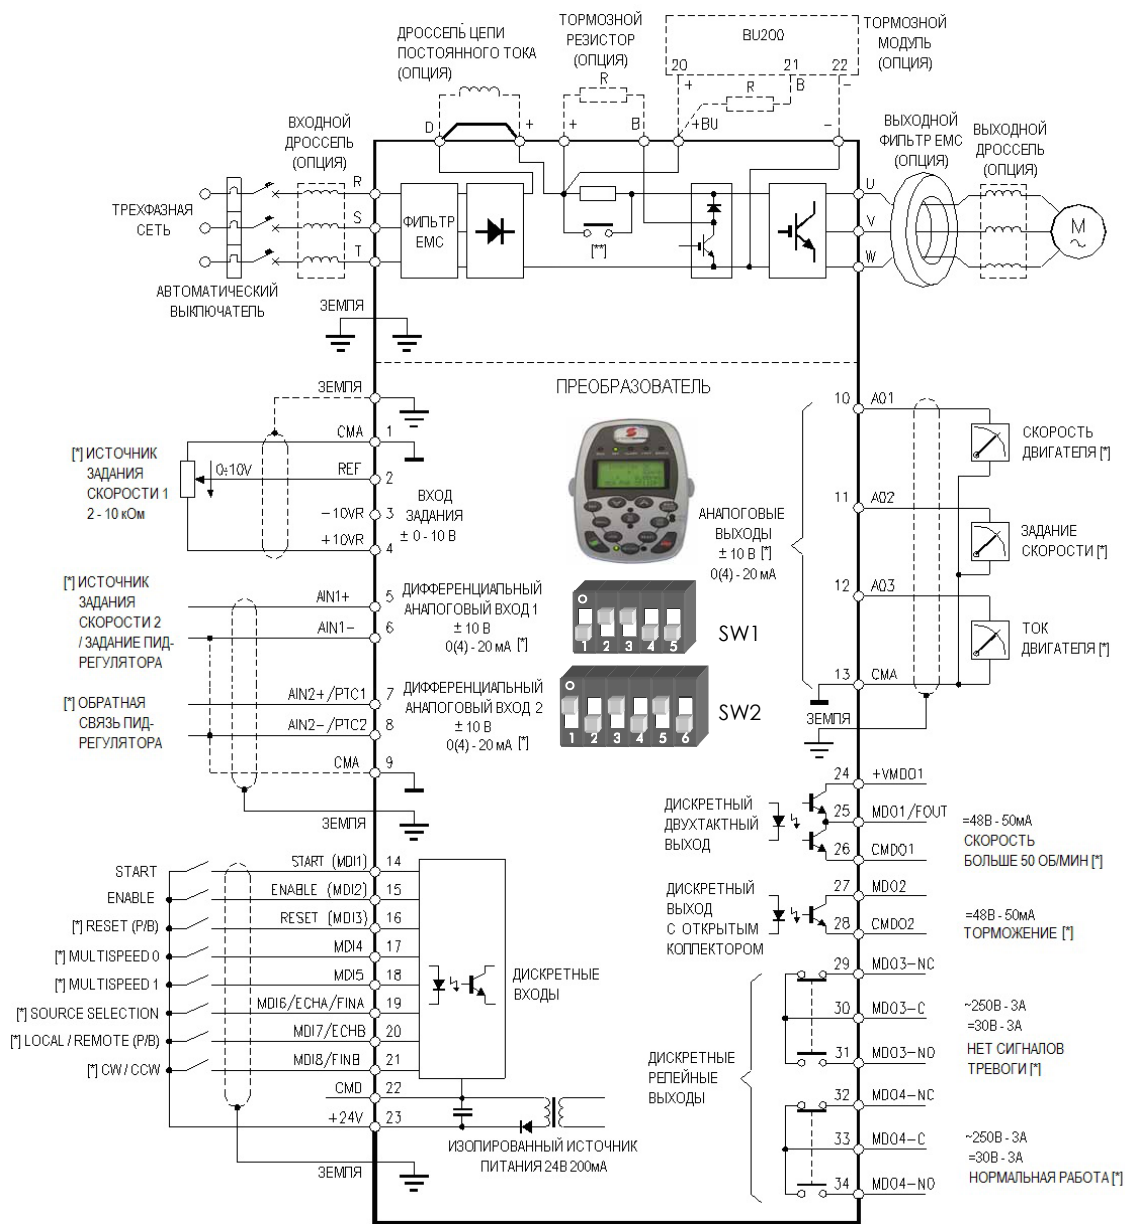 ДРОССЕЛЬ ЦЕПИ
ПОСТОЯННОГО ТОКА
(ОПЦИЯ)
ТОРМОЗНОЙ
РЕЗИСТОР
(ОПЦИЯ)
R
BU200
20
21
22
+
B
-
R
ТОРМОЗНОЙ
МОДУЛЬ
(ОПЦИЯ)
D
+
+
B
+BU
-
ВХОДНОЙ
ДРОССЕЛЬ
(ОПЦИЯ)
ВЫХОДНОЙ
ФИЛЬТР EMC
(ОПЦИЯ)
ВЫХОДНОЙ
ДРОССЕЛЬ
(ОПЦИЯ)
ТРЕХФАЗНАЯ
СЕТЬ
R
S
T
ФИЛЬТР
EMC
[**]
U
V
W
M
~
АВТОМАТИЧЕСКИЙ
ВЫКЛЮЧАТЕЛЬ
ЗЕМЛЯ
ПРЕОБРАЗОВАТЕЛЬ
ЗЕМЛЯ
[*] ИСТОЧНИК
ЗАДАНИЯ
СКОРОСТИ 1
2 - 10 кОм
0÷10V
CMA 1
REF 2
-10VR 3
+10VR 4
ВХОД
ЗАДАНИЯ
± 0 - 10 В
[*] ИСТОЧНИК
ЗАДАНИЯ
СКОРОСТИ 2
/ ЗАДАНИЕ ПИД-
РЕГУЛЯТОРА
AIN1+ 5
AIN1- 6
ДИФФЕРЕНЦИАЛЬНЫЙ
АНАЛОГОВЫЙ ВХОД 1
± 10 В
0(4) - 20 мА [*]
1 2 3 4 5
SW1
[*] ОБРАТНАЯ
СВЯЗЬ ПИД-
РЕГУЛЯТОРА
AIN2+/PTC1 7
AIN2-/PTC2 8
CMA 9
ДИФФЕРЕНЦИАЛЬНЫЙ
АНАЛОГОВЫЙ ВХОД 2
± 10 В
0(4) - 20 мА [*]
1 2 3 4 5 6
SW2
ЗЕМЛЯ
АНАЛОГОВЫЕ
ВЫХОДЫ
± 10 В [*]
0(4) - 20 мА
10 AO1
СКОРОСТЬ
ДВИГАТЕЛЯ [*]
11 AO2
ЗАДАНИЕ
СКОРОСТИ [*]
12 AO3
ТОК
ДВИГАТЕЛЯ [*]
13 CMA
ЗЕМЛЯ
ДИСКРЕТНЫЙ
ДВУХТАКТНЫЙ
ВЫХОД
24 +VMDO1
25 MDO1/FOUT
26 CMDO1
=48В - 50мА
СКОРОСТЬ
БОЛЬШЕ 50 ОБ/МИН [*]
ДИСКРЕТНЫЙ
ВЫХОД
С ОТКРЫТЫМ
КОЛЛЕКТОРОМ
27 MDO2
28 CMDO2
=48В - 50мА
ТОРМОЖЕНИЕ [*]
START
START (MDI1) 14
ENABLE
ENABLE (MDI2) 15
[*] RESET (P/B)
RESET (MDI3) 16
[*] MULTISPEED 0
MDI4 17
[*] MULTISPEED 1
MDI5 18
[*] SOURCE SELECTION
MDI6/ECHA/FINA 19
[*] LOCAL / REMOTE (P/B)
MDI7/ECHB 20
[*] CW / CCW
MDI8/FINB 21
CMD 22
+24V 23
ДИСКРЕТНЫЕ
ВХОДЫ
ИЗОЛИРОВАННЫЙ ИСТОЧНИК
ПИТАНИЯ 24В 200мА
ЗЕМЛЯ
ДИСКРЕТНЫЕ
РЕЛЕЙНЫЕ
ВЫХОДЫ
29 MDO3-NC
30 MDO3-C
31 MDO3-NO
~250В - 3А
=30В - 3А
НЕТ СИГНАЛОВ
ТРЕВОГИ [*]
32 MDO4-NC
33 MDO4-C
34 MDO4-NO
~250В - 3А
=30В - 3А
НОРМАЛЬНАЯ РАБОТА [*]